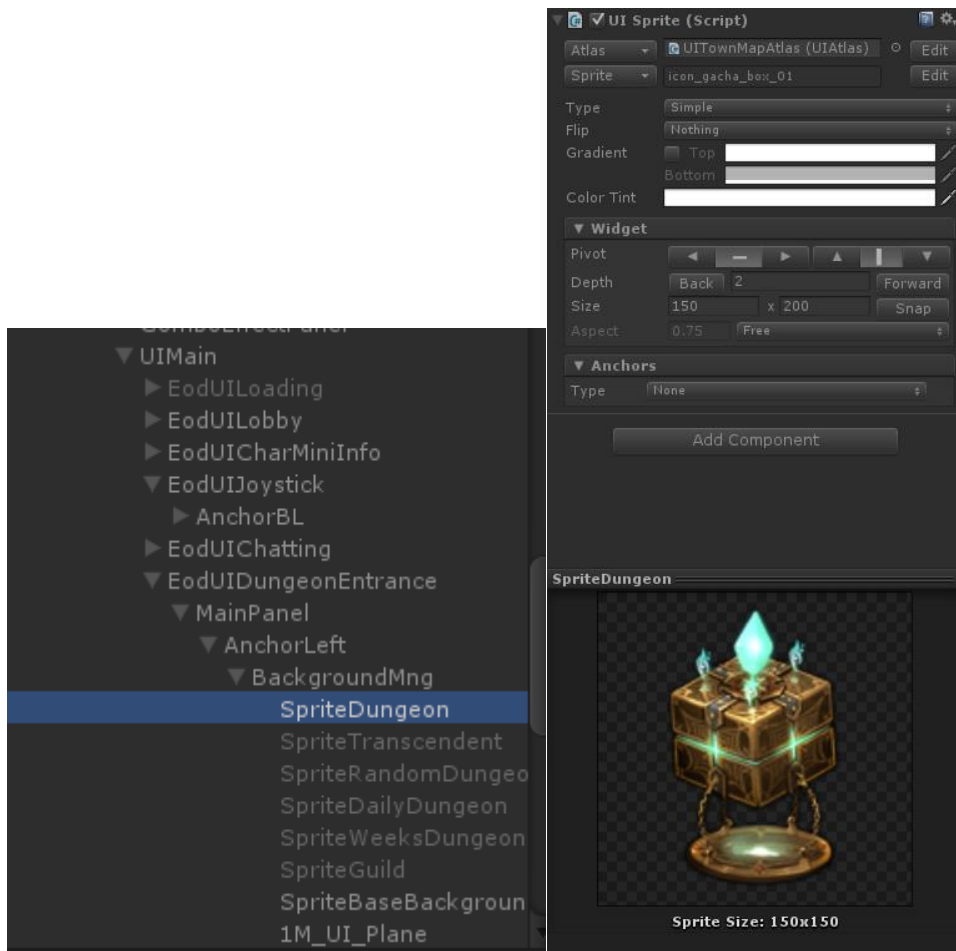 UI Sprite (Script)
Atlas UITownMapAtlas (UIAtlas) Edit
Sprite icon_gacha_box_01 Edit
Type Simple
Flip Nothing
Gradient Top
Bottom
Color Tint
Widget
Pivot
Depth Back 2 Forward
Size 150 x 200 Snap
Aspect 0.75 Free
Anchors
Type None
Add Component
UIMain
EodUILoading
EodUILobby
EodUICharMiniInfo
EodUIJoystick
AnchorBL
EodUIChatting
EodUIDungeonEntrance
MainPanel
AnchorLeft
BackgroundMng
SpriteDungeon
SpriteTranscendent
SpriteRandomDungeo
SpriteDailyDungeon
SpriteWeeksDungeon
SpriteGuild
SpriteBaseBackgroun
1M_UI_Plane
SpriteDungeon
Sprite Size: 150x150